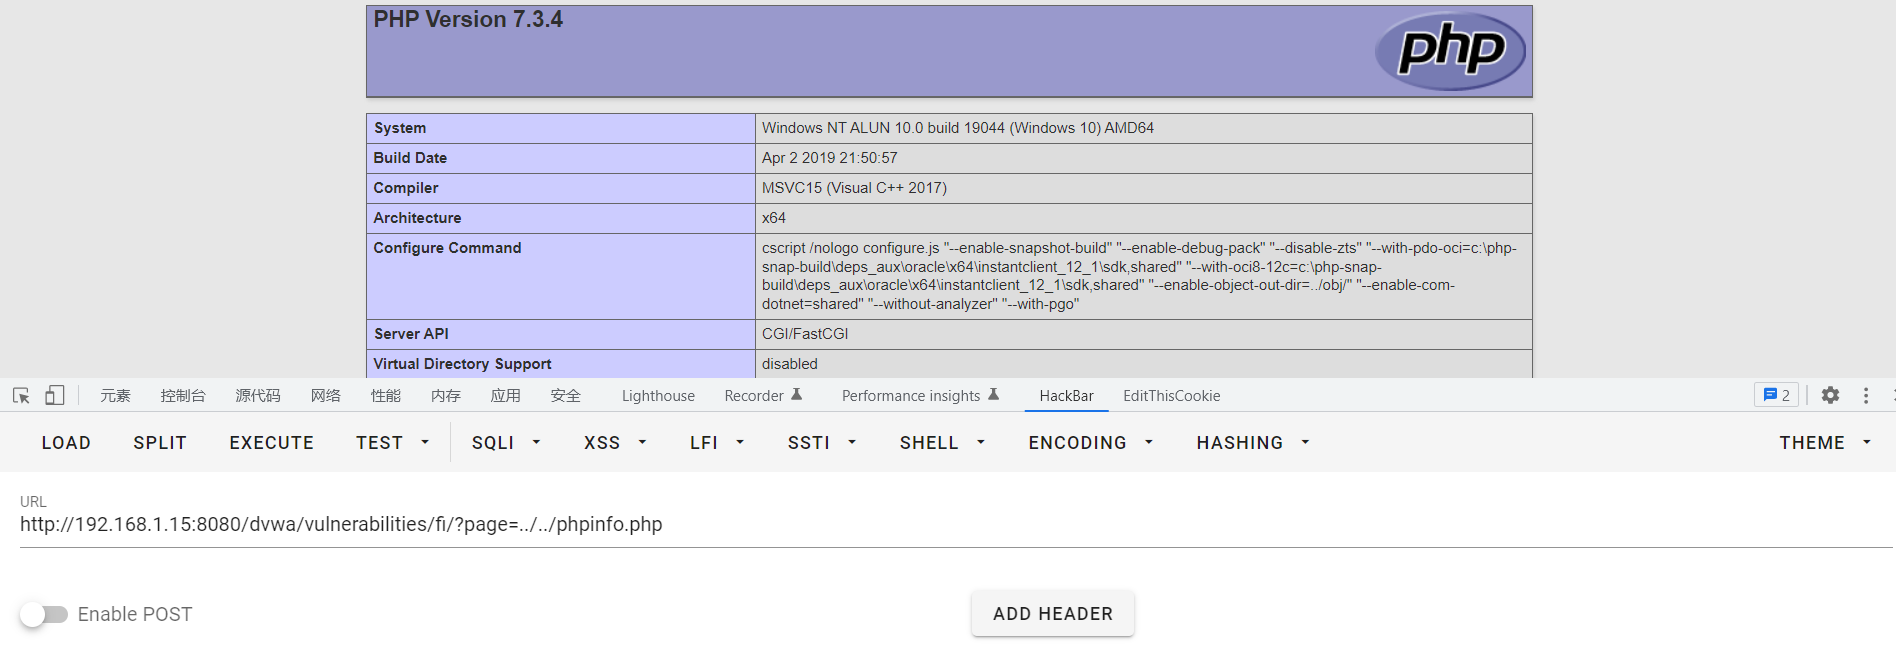 PHP Version 7.3.4
php
System Windows NT ALUN 10.0 build 19044 (Windows 10) AMD64
Build Date Apr 2 2019 21:50:57
Compiler MSVC15 (Visual C++ 2017)
Architecture x64
Configure Command cscript /nologo configure.js "--enable-snapshot-build" "--enable-debug-pack" "--disable-zts" "--with-pdo-oci=c:\php-
snap-build\deps_aux\oracle\x64\instantclient_12_1\sdk,shared" "--with-oci8-12c=c:\php-snap-
build\deps_aux\oracle\x64\instantclient_12_1\sdk,shared" "--enable-object-out-dir=../obj/" "--enable-com-
dotnet=shared" "--without-analyzer" "--with-pgo"
Server API CGI/FastCGI
Virtual Directory Support disabled
元素 控制台 源代码 网络 性能 内存 应用 安全 Lighthouse Recorder Performance insights HackBar EditThisCookie 2
LOAD SPLIT EXECUTE TEST SQLI XSS LFI SSTI SHELL ENCODING HASHING THEME
URL
http://192.168.1.15:8080/dvwa/vulnerabilities/fi/?page=../../phpinfo.php
Enable POST ADD HEADER